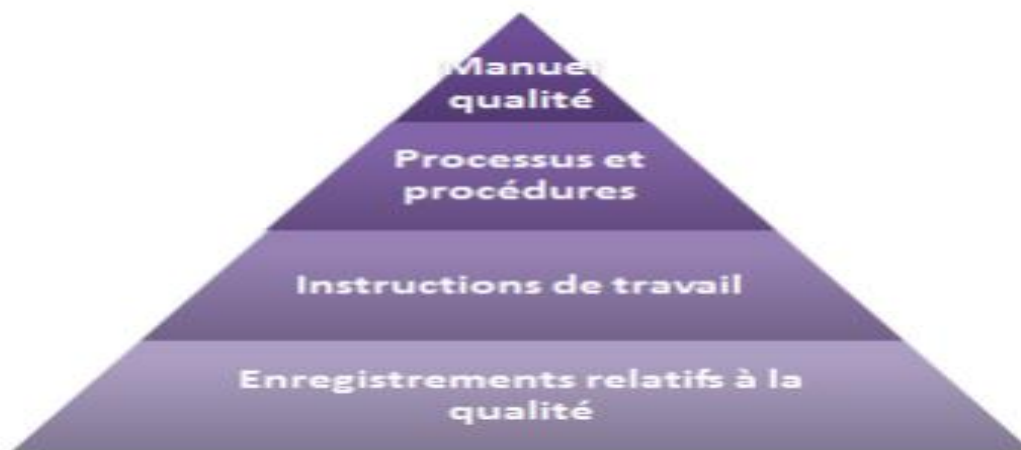 Manuel
qualité
Processus et
procédures
Instructions de travail
Enregistrements relatifs à la
qualité